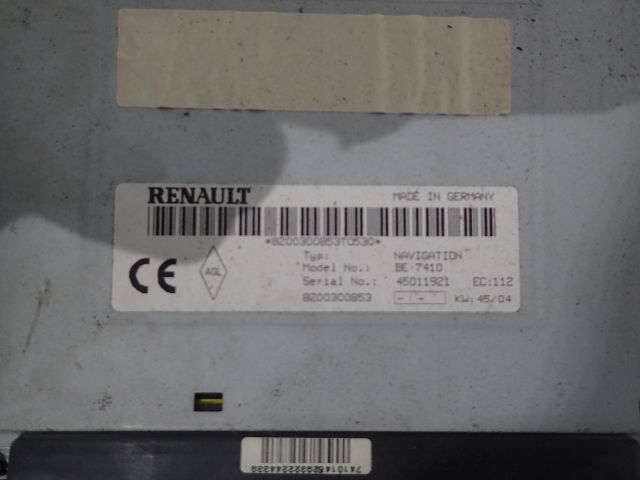 RENAULT
MADE IN GERMANY
*8200300853T0530*
Typ: NAVIGATION
AGL
Model No.: BE-7410
CE
Serial No.: 45011921 EC:112
8200300853 - - - KW: 45/04